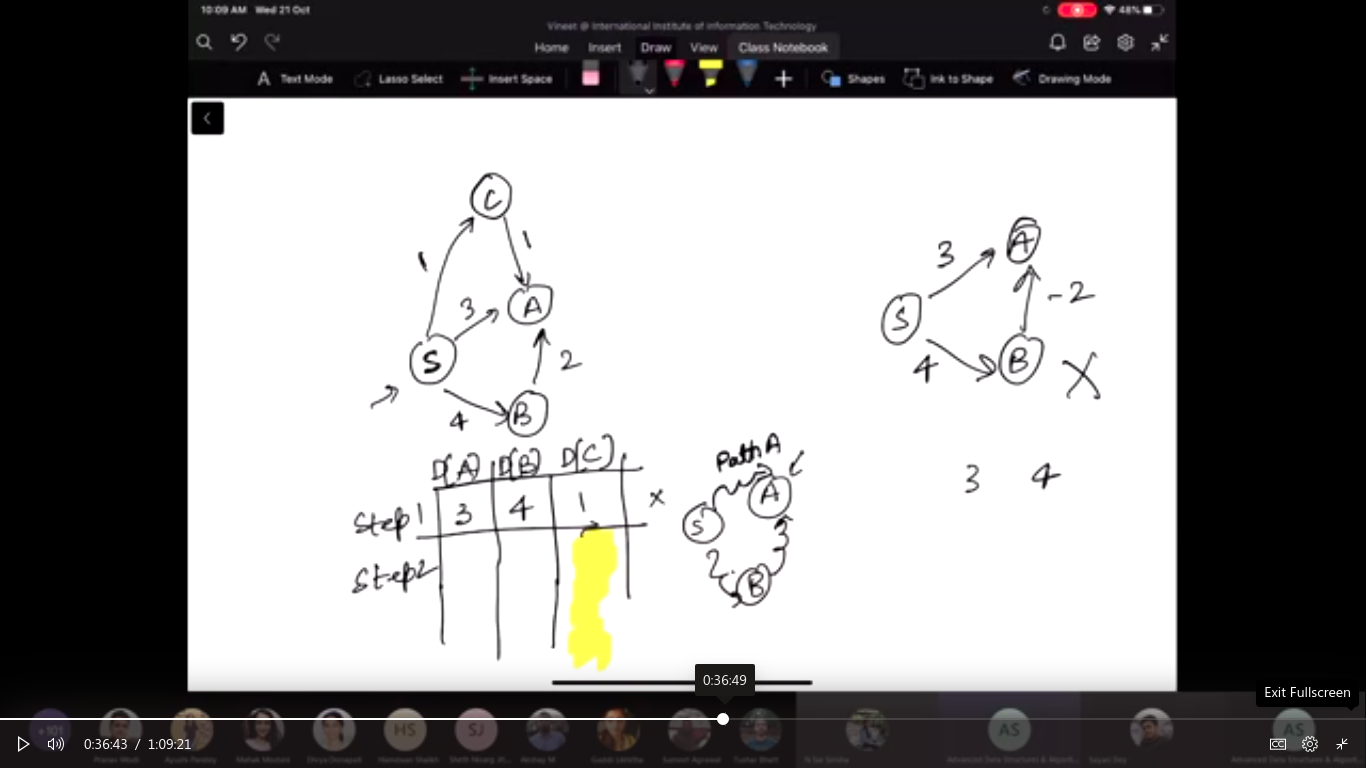 10:09 AM Wed 21 Oct
48%
Vineet @ International Institute of Information Technology
Home Insert Draw View Class Notebook
A Text Mode Lasso Select Insert Space Shapes Ink to Shape Drawing Mode
C
1 1
3 A
S
2
4 B
3 A
S -2
4 B X
D[A] D[B] D[C]
Step1 3 4 1 x
Step2
Path A
S A
2 B
3 4
0:36:49
Exit Fullscreen
+101 HS SJ AS AS
0:36:43 / 1:09:21
CC